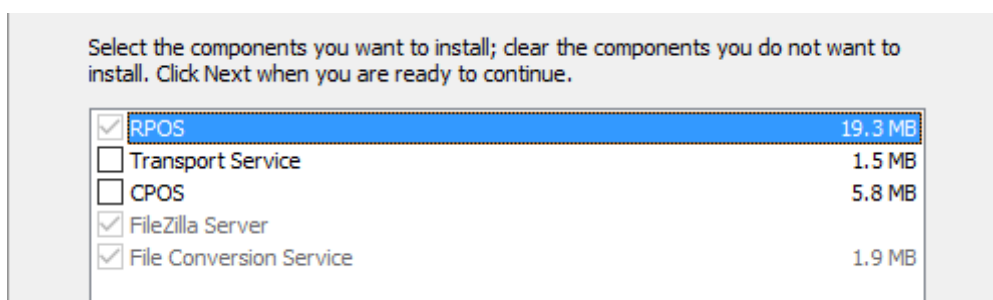 Select the components you want to install; clear the components you do not want to
install. Click Next when you are ready to continue.
RPOS 19.3 MB
Transport Service 1.5 MB
CPOS 5.8 MB
FileZilla Server
File Conversion Service 1.9 MB